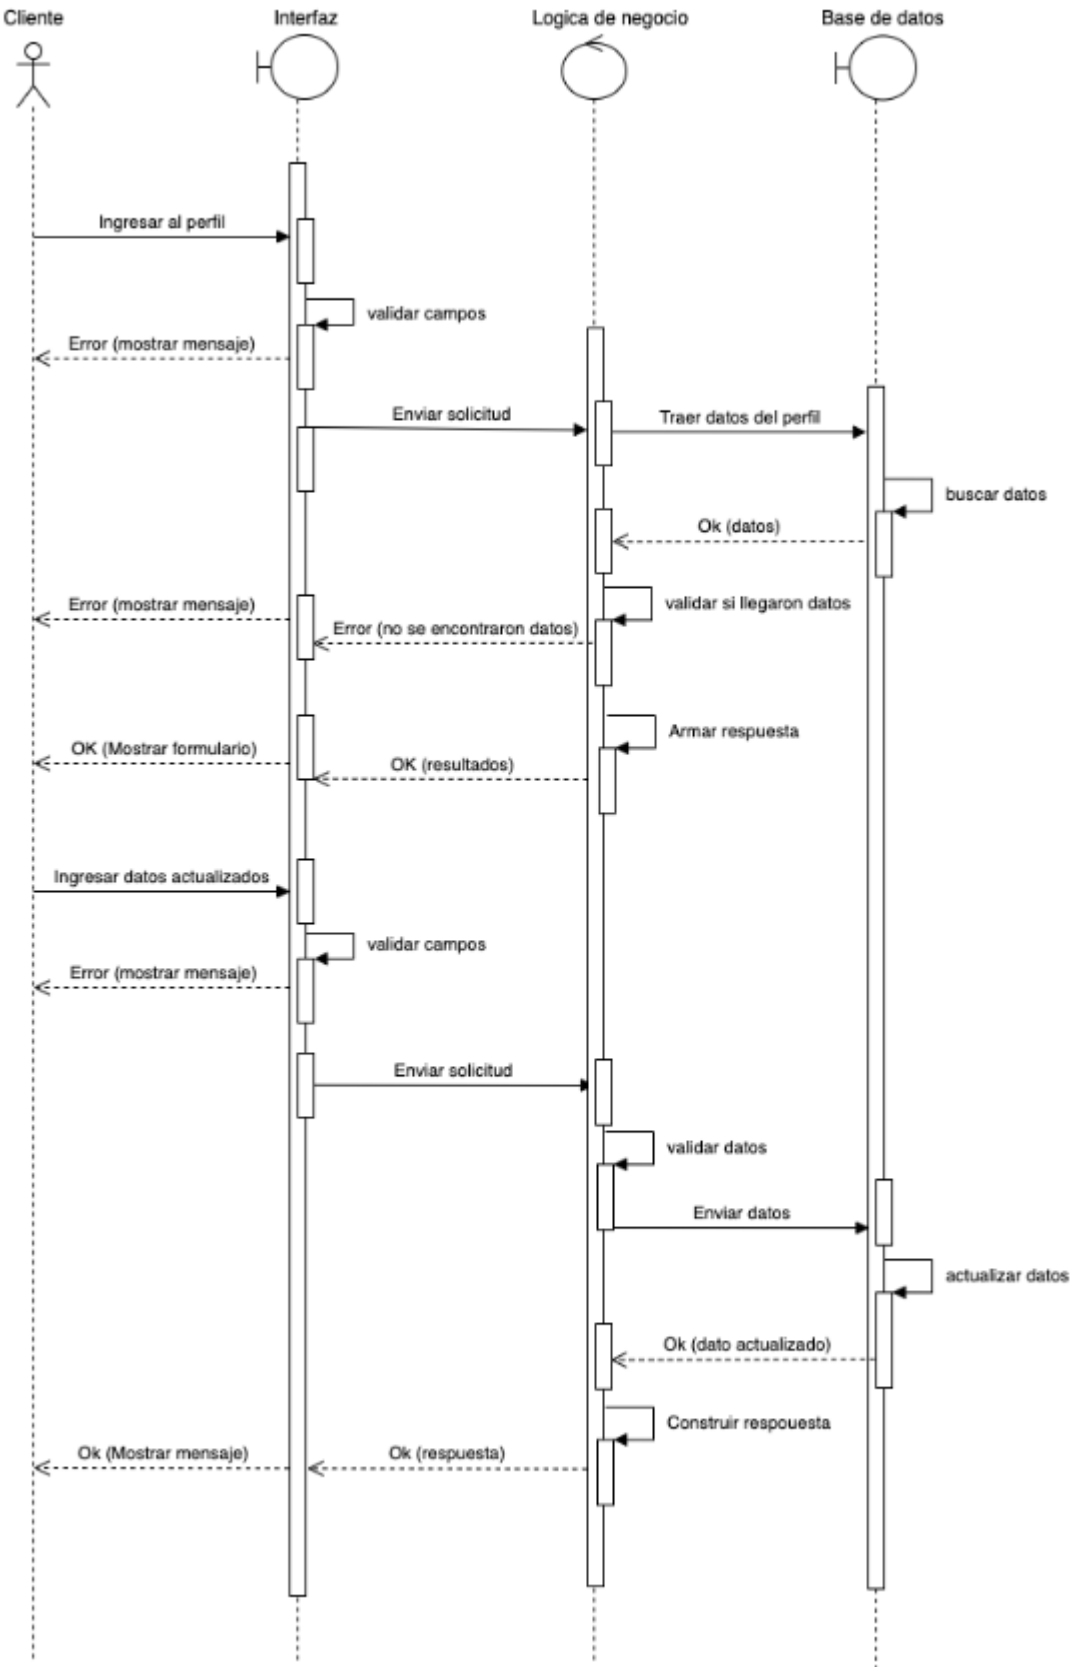 Cliente
Interfaz
Logica de negocio
Base de datos
Ingresar al perfil
validar campos
Error (mostrar mensaje)
Enviar solicitud
Traer datos del perfil
buscar datos
Ok (datos)
validar si llegaron datos
Error (mostrar mensaje)
Error (no se encontraron datos)
Armar respuesta
OK (Mostrar formulario)
OK (resultados)
Ingresar datos actualizados
validar campos
Error (mostrar mensaje)
Enviar solicitud
validar datos
Enviar datos
actualizar datos
Ok (dato actualizado)
Construir respouesta
Ok (Mostrar mensaje)
Ok (respuesta)